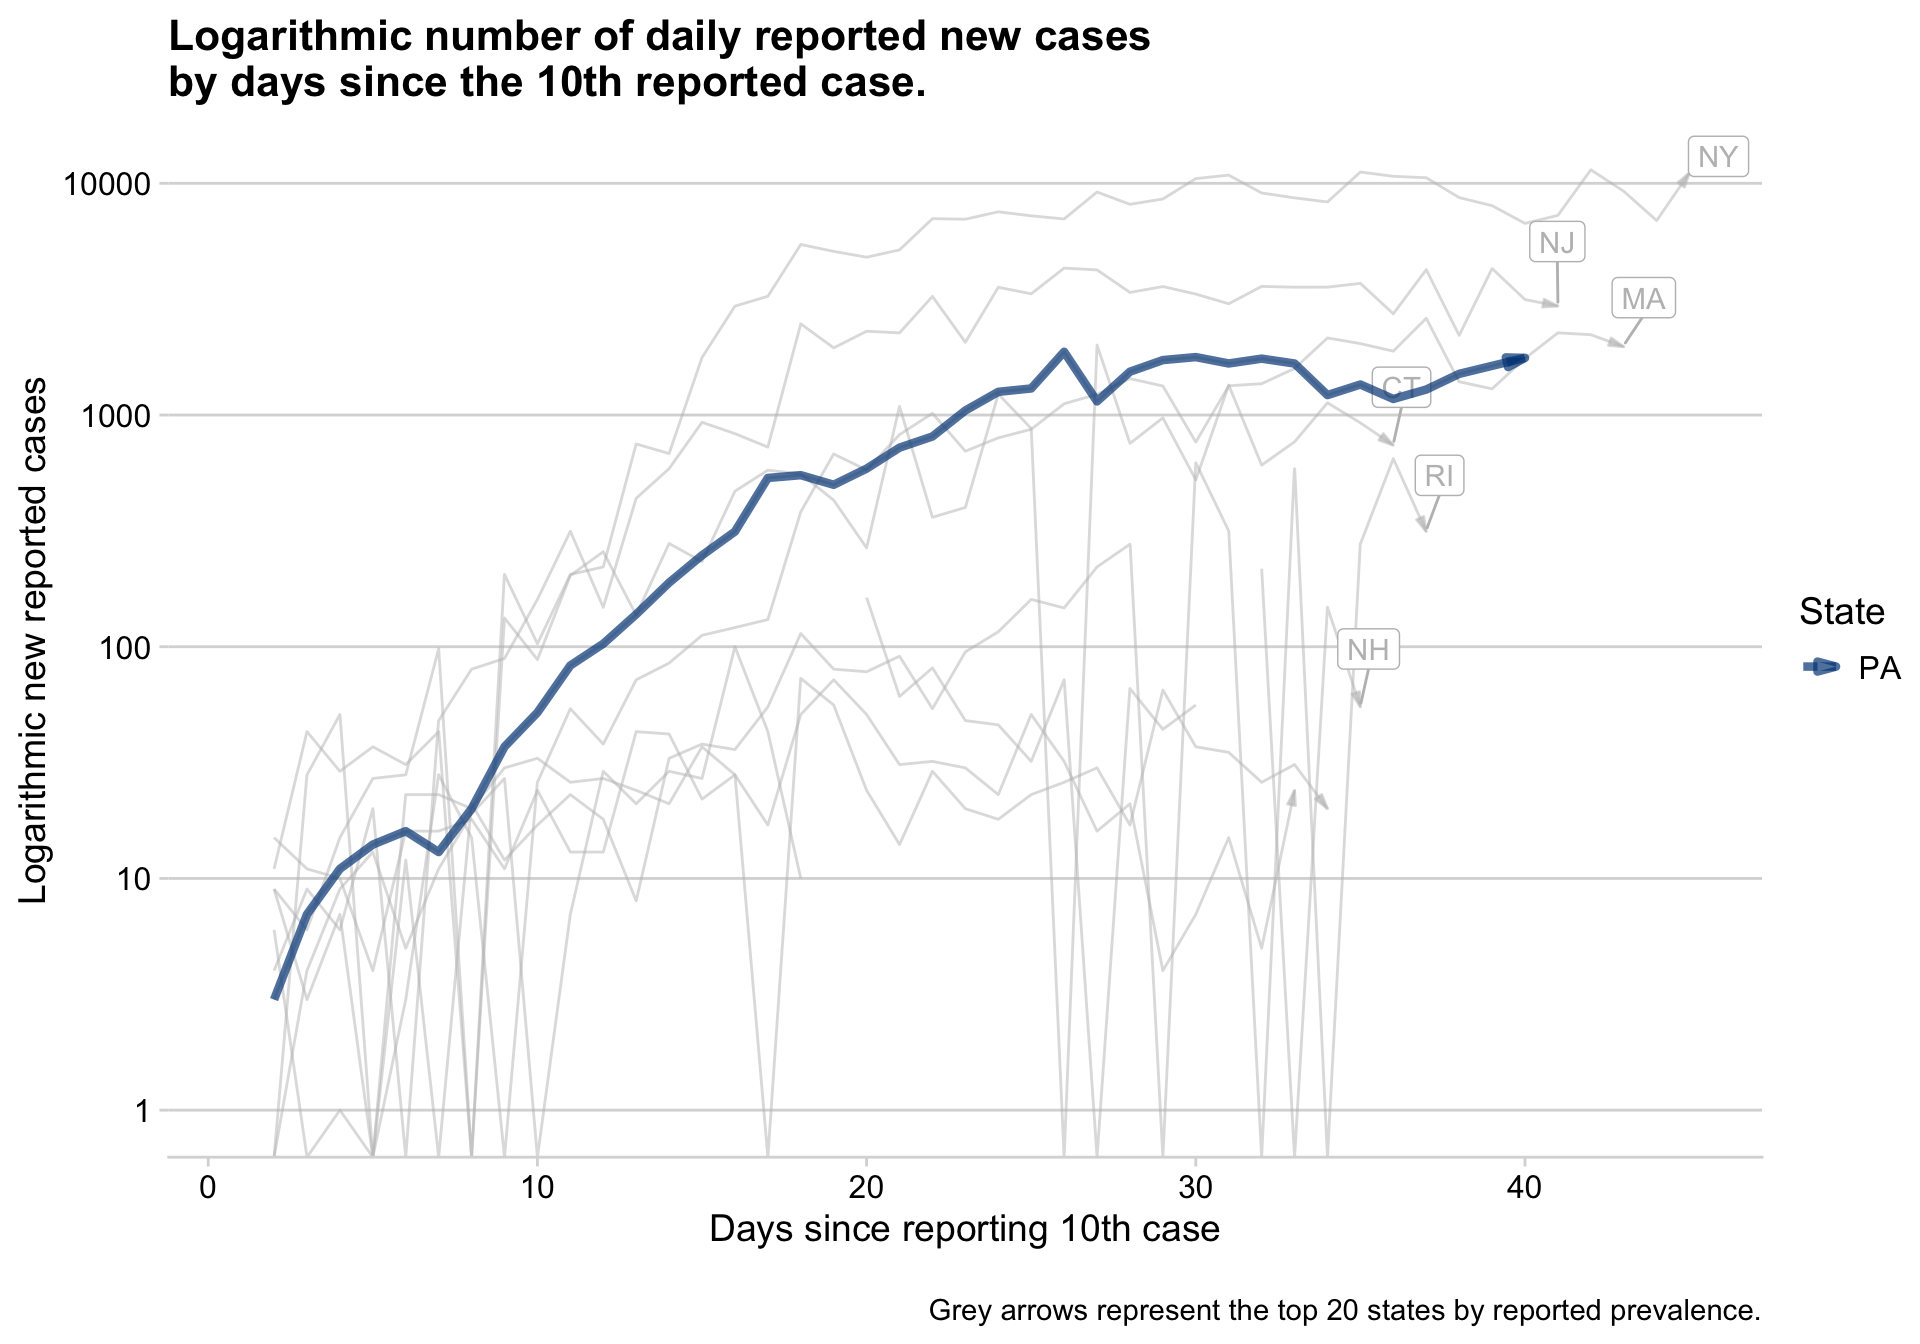 Logarithmic number of daily reported new cases
by days since the 10th reported case.
Logarithmic new reported cases
10000
1000
100
10
1
NY
NJ
MA
CT
RI
NH
State
PA
0 10 20 30 40
Days since reporting 10th case
Grey arrows represent the top 20 states by reported prevalence.